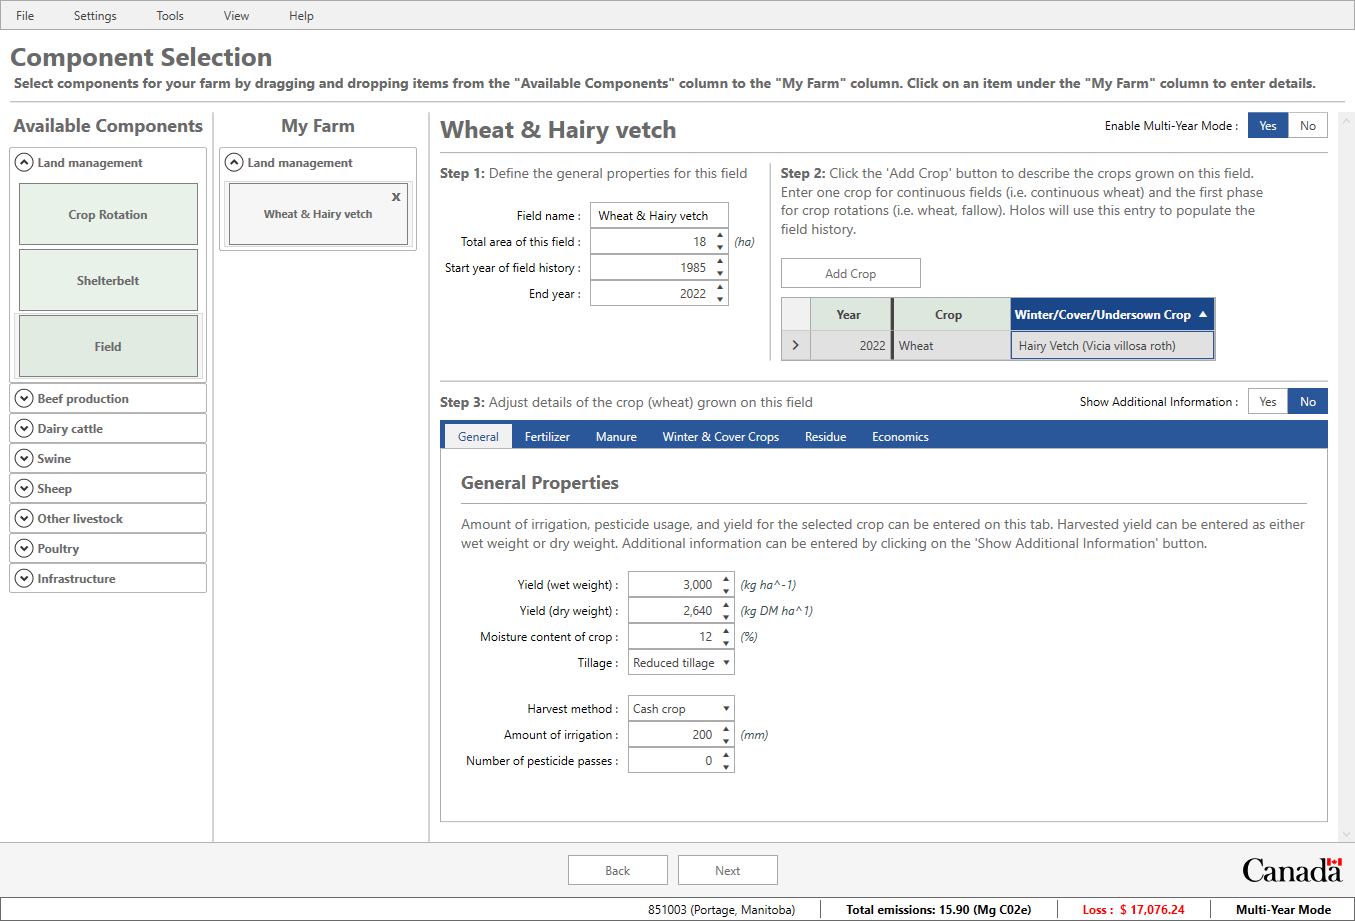 File Settings Tools View Help
Component Selection
Select components for your farm by dragging and dropping items from the "Available Components" column to the "My Farm" column. Click on an item under the "My Farm" column to enter details.
Available Components
Land management
Crop Rotation
Shelterbelt
Field
Beef production
Dairy cattle
Swine
Sheep
Other livestock
Poultry
Infrastructure
My Farm
Land management
Wheat & Hairy vetch x
Wheat & Hairy vetch
Enable Multi-Year Mode : Yes No
Step 1: Define the general properties for this field
Field name : Wheat & Hairy vetch
Total area of this field : 18 (ha)
Start year of field history : 1985
End year : 2022
Step 2: Click the 'Add Crop' button to describe the crops grown on this field.
Enter one crop for continuous fields (i.e. continuous wheat) and the first phase
for crop rotations (i.e. wheat, fallow). Holos will use this entry to populate the
field history.
Add Crop
Year Crop Winter/Cover/Undersown Crop
2022 Wheat Hairy Vetch (Vicia villosa roth)
Step 3: Adjust details of the crop (wheat) grown on this field
Show Additional Information : Yes No
General Fertilizer Manure Winter & Cover Crops Residue Economics
General Properties
Amount of irrigation, pesticide usage, and yield for the selected crop can be entered on this tab. Harvested yield can be entered as either
wet weight or dry weight. Additional information can be entered by clicking on the 'Show Additional Information' button.
Yield (wet weight) : 3,000 (kg ha^-1)
Yield (dry weight) : 2,640 (kg DM ha^1)
Moisture content of crop : 12 (%)
Tillage : Reduced tillage
Harvest method : Cash crop
Amount of irrigation : 200 (mm)
Number of pesticide passes : 0
Back Next
Canada
851003 (Portage, Manitoba) Total emissions: 15.90 (Mg C02e) Loss : $ 17,076.24 Multi-Year Mode